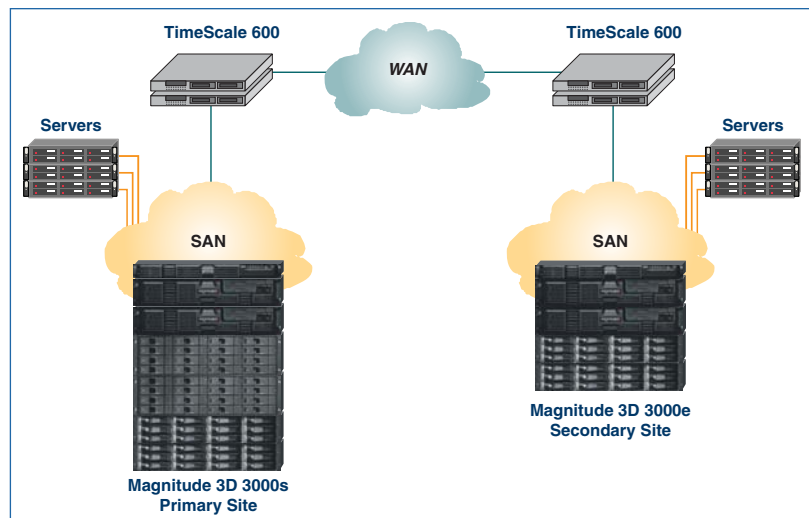 TimeScale 600
TimeScale 600
WAN
Servers
Servers
SAN
SAN
Magnitude 3D 3000e
Secondary Site
Magnitude 3D 3000s
Primary Site